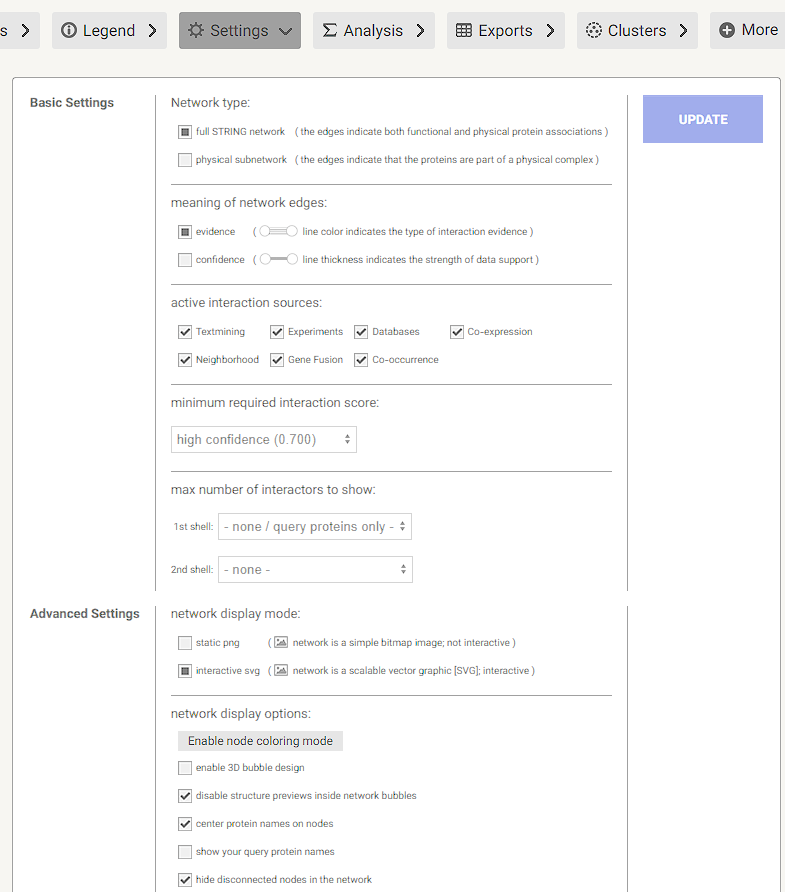 s Legend Settings Analysis Exports Clusters More
Basic Settings
Network type:
UPDATE
full STRING network ( the edges indicate both functional and physical protein associations )
physical subnetwork ( the edges indicate that the proteins are part of a physical complex )
meaning of network edges:
evidence ( line color indicates the type of interaction evidence )
confidence ( line thickness indicates the strength of data support )
active interaction sources:
Textmining Experiments Databases Co-expression
Neighborhood Gene Fusion Co-occurrence
minimum required interaction score:
high confidence (0.700)
max number of interactors to show:
1st shell: - none / query proteins only -
2nd shell: - none -
Advanced Settings
network display mode:
static png ( network is a simple bitmap image; not interactive )
interactive svg ( network is a scalable vector graphic [SVG]; interactive )
network display options:
Enable node coloring mode
enable 3D bubble design
disable structure previews inside network bubbles
center protein names on nodes
show your query protein names
hide disconnected nodes in the network